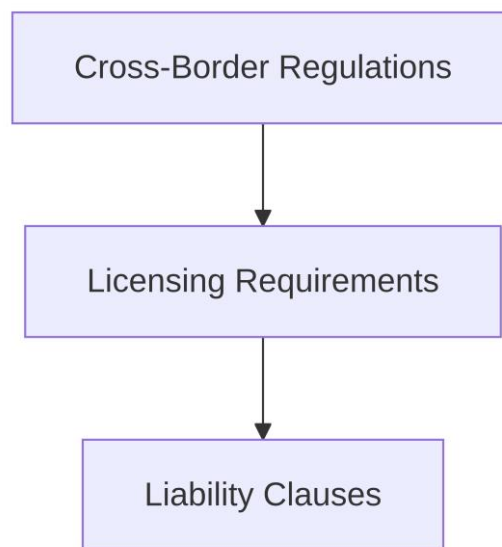 Cross-Border Regulations
Licensing Requirements
Liability Clauses